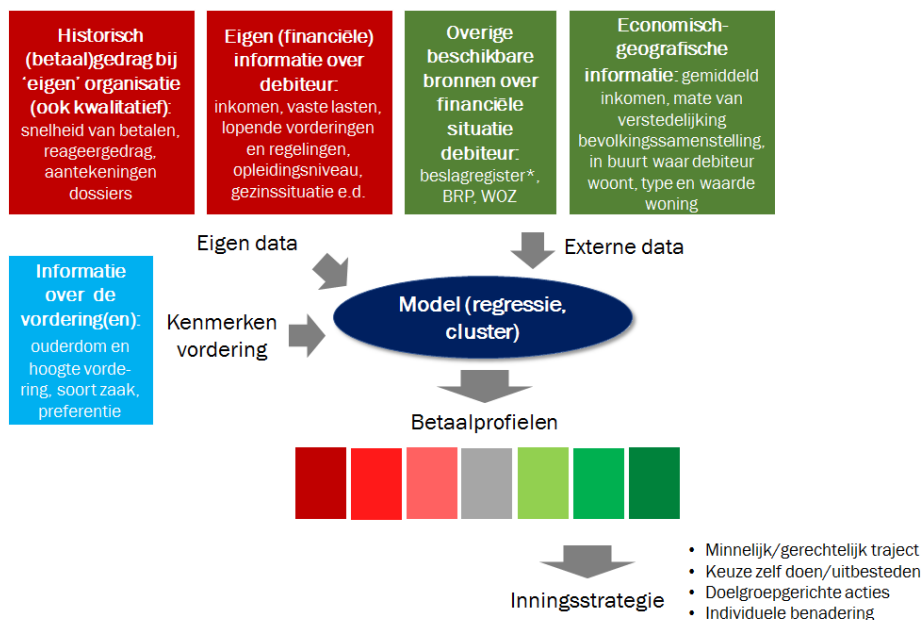 Historisch
(betaal)gedrag bij
'eigen' organisatie
(ook kwalitatief):
snelheid van betalen,
reageergedrag,
aantekeningen
dossiers
Eigen (financiële)
informatie over
debiteur:
inkomen, vaste lasten,
lopende vorderingen
en regelingen,
opleidingsniveau,
gezinssituatie e.d.
Overige
beschikbare
bronnen over
financiële
situatie
debiteur:
beslagregister*,
BRP, WOZ
Economisch-
geografische
informatie: gemiddeld
inkomen, mate van
verstedelijking
bevolkingssamenstelling,
in buurt waar debiteur
woont, type en waarde
woning
Eigen data
Externe data
Informatie
over de
vordering(en):
ouderdom en
hoogte vorde-
ring, soort zaak,
preferentie
Kenmerken
vordering
Model (regressie,
cluster)
Betaalprofielen
Inningsstrategie
• Minnelijk/gerechtelijk traject
• Keuze zelf doen/uitbesteden
• Doelgroepgerichte acties
• Individuele benadering